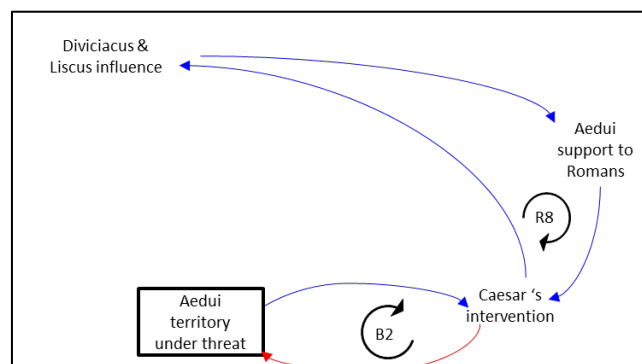 Diviciacus &
Liscus influence
Aedui
support to
Romans
R8
Caesar ‘s
intervention
Aedui
territory
under threat
B2